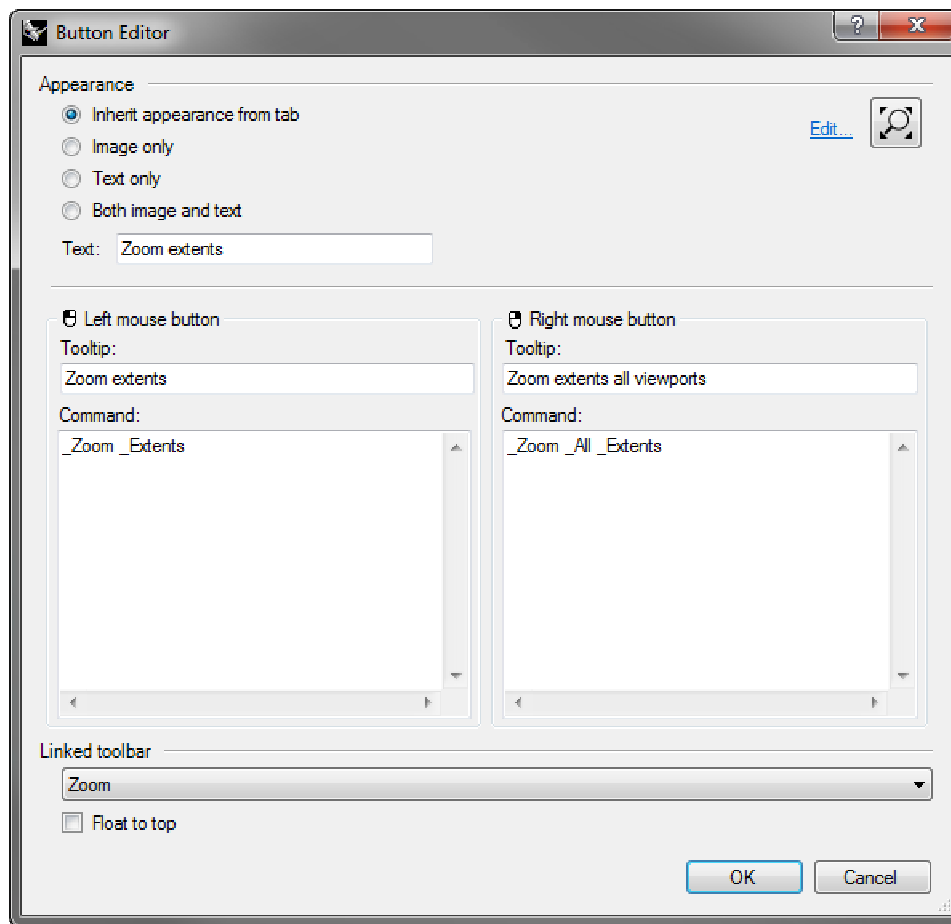 Button Editor
?
Appearance
Inherit appearance from tab
Edit...
Image only
Text only
Both image and text
Text: Zoom extents
Left mouse button
Right mouse button
Tooltip:
Tooltip:
Zoom extents
Zoom extents all viewports
Command:
Command:
_Zoom _Extents
_Zoom _All _Extents
Linked toolbar
Zoom
Float to top
OK
Cancel